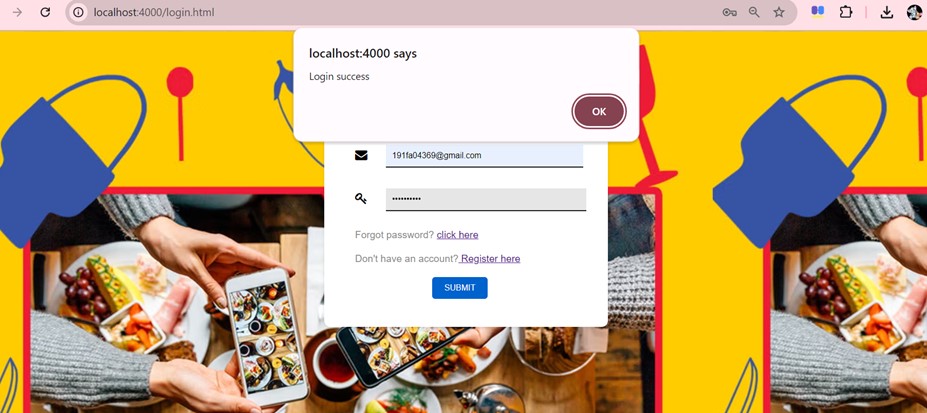 localhost:4000/login.html
localhost:4000 says
Login success
OK
191fa04369@gmail.com
••••••••••
Forgot password? click here
Don't have an account? Register here
SUBMIT